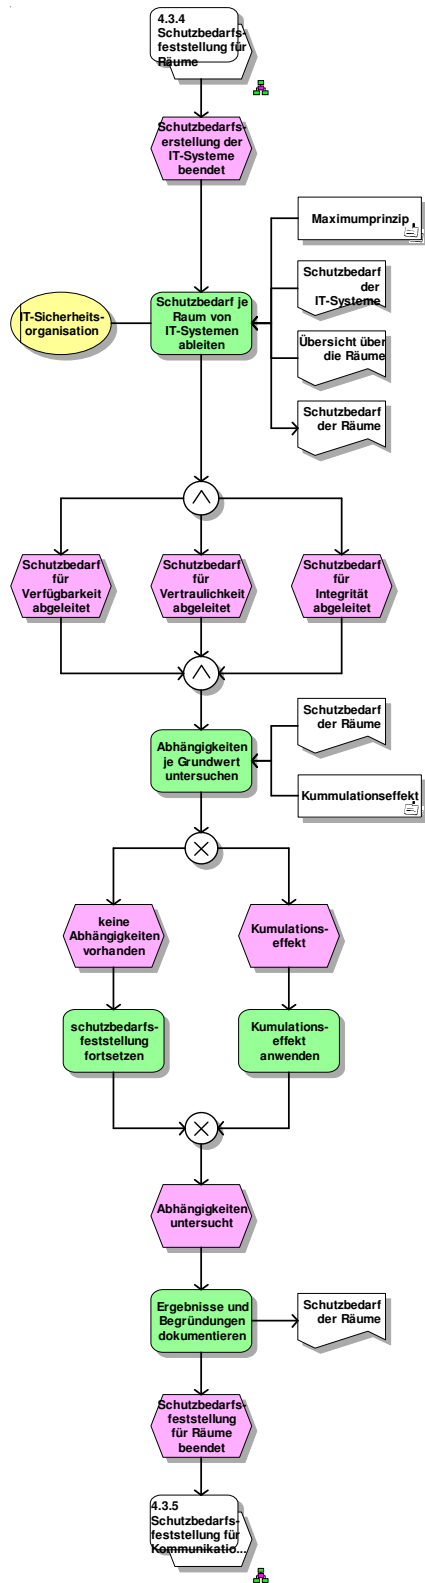 4.3.4
Schutzbedarfs-
feststellung für
Räume
Schutzbedarfs-
erstellung der
IT-Systeme
beendet
Maximumprinzip
Schutzbedarf
der
IT-Systeme
IT-Sicherheits-
organisation
Schutzbedarf je
Raum von
IT-Systemen
ableiten
Übersicht über
die Räume
Schutzbedarf
der Räume
Schutzbedarf
für
Verfügbarkeit
abgeleitet
Schutzbedarf
für
Vertraulichkeit
abgeleitet
Schutzbedarf
für
Integrität
abgeleitet
Abhängigkeiten
je Grundwert
untersuchen
Schutzbedarf
der Räume
Kummulationseffekt
keine
Abhängigkeiten
vorhanden
Kumulations-
effekt
schutzbedarfs-
feststellung
fortsetzen
Kumulations-
effekt
anwenden
Abhängigkeiten
untersucht
Ergebnisse und
Begründungen
dokumentieren
Schutzbedarf
der Räume
Schutzbedarfs-
feststellung
für Räume
beendet
4.3.5
Schutzbedarfs-
feststellung für
Kommunikatio...